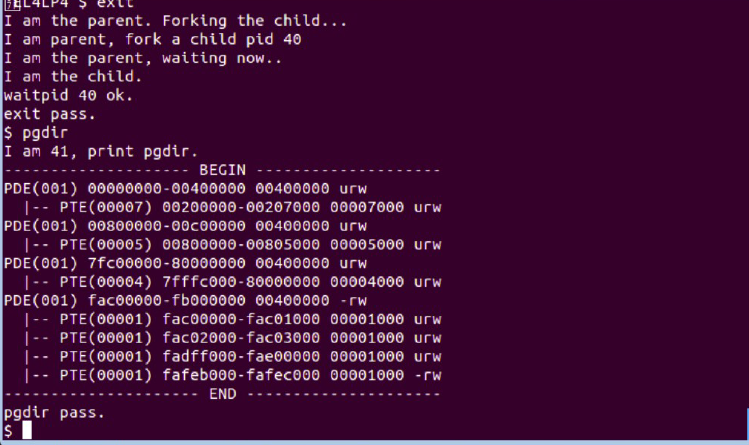 EL4LP4 $ exit
I am the parent. Forking the child...
I am parent, fork a child pid 40
I am the parent, waiting now..
I am the child.
waitpid 40 ok.
exit pass.
$ pgdir
I am 41, print pgdir.
-------------------- BEGIN --------------------
PDE(001) 00000000-00400000 00400000 urw
  |-- PTE(00007) 00200000-00207000 00007000 urw
PDE(001) 00800000-00c00000 00400000 urw
  |-- PTE(00005) 00800000-00805000 00005000 urw
PDE(001) 7fc00000-80000000 00400000 urw
  |-- PTE(00004) 7fffc000-80000000 00004000 urw
PDE(001) fac00000-fb000000 00400000 -rw
  |-- PTE(00001) fac00000-fac01000 00001000 urw
  |-- PTE(00001) fac02000-fac03000 00001000 urw
  |-- PTE(00001) fadff000-fae00000 00001000 urw
  |-- PTE(00001) fafeb000-fafec000 00001000 -rw
--------------------- END ---------------------
pgdir pass.
$